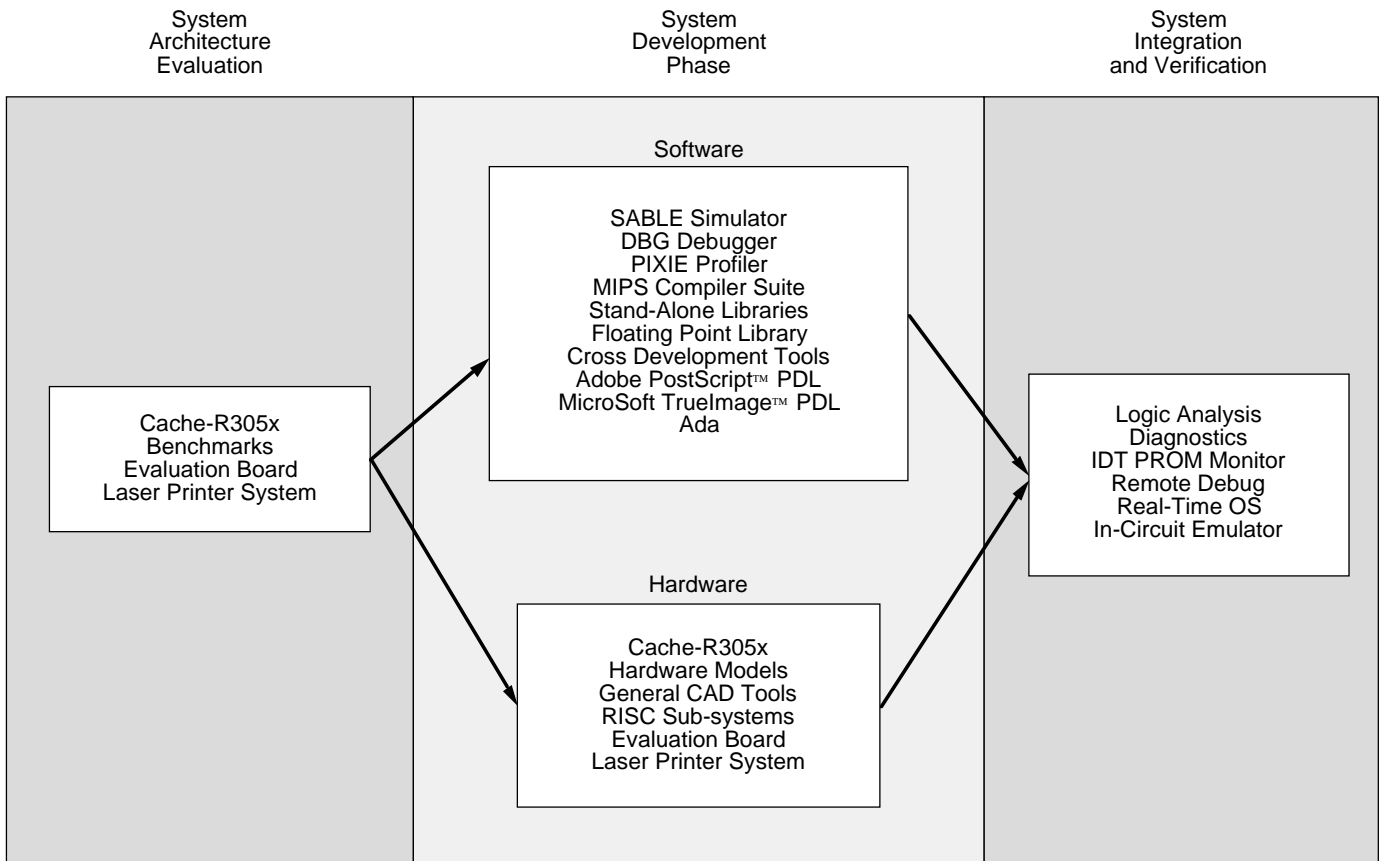 System
Architecture
Evaluation
System
Development
Phase
System
Integration
and Verification
Software
SABLE Simulator
DBG Debugger
PIXIE Profiler
MIPS Compiler Suite
Stand-Alone Libraries
Floating Point Library
Cross Development Tools
Adobe PostScript™ PDL
MicroSoft TrueImage™ PDL
Ada
Cache-R305x
Benchmarks
Evaluation Board
Laser Printer System
Logic Analysis
Diagnostics
IDT PROM Monitor
Remote Debug
Real-Time OS
In-Circuit Emulator
Hardware
Cache-R305x
Hardware Models
General CAD Tools
RISC Sub-systems
Evaluation Board
Laser Printer System